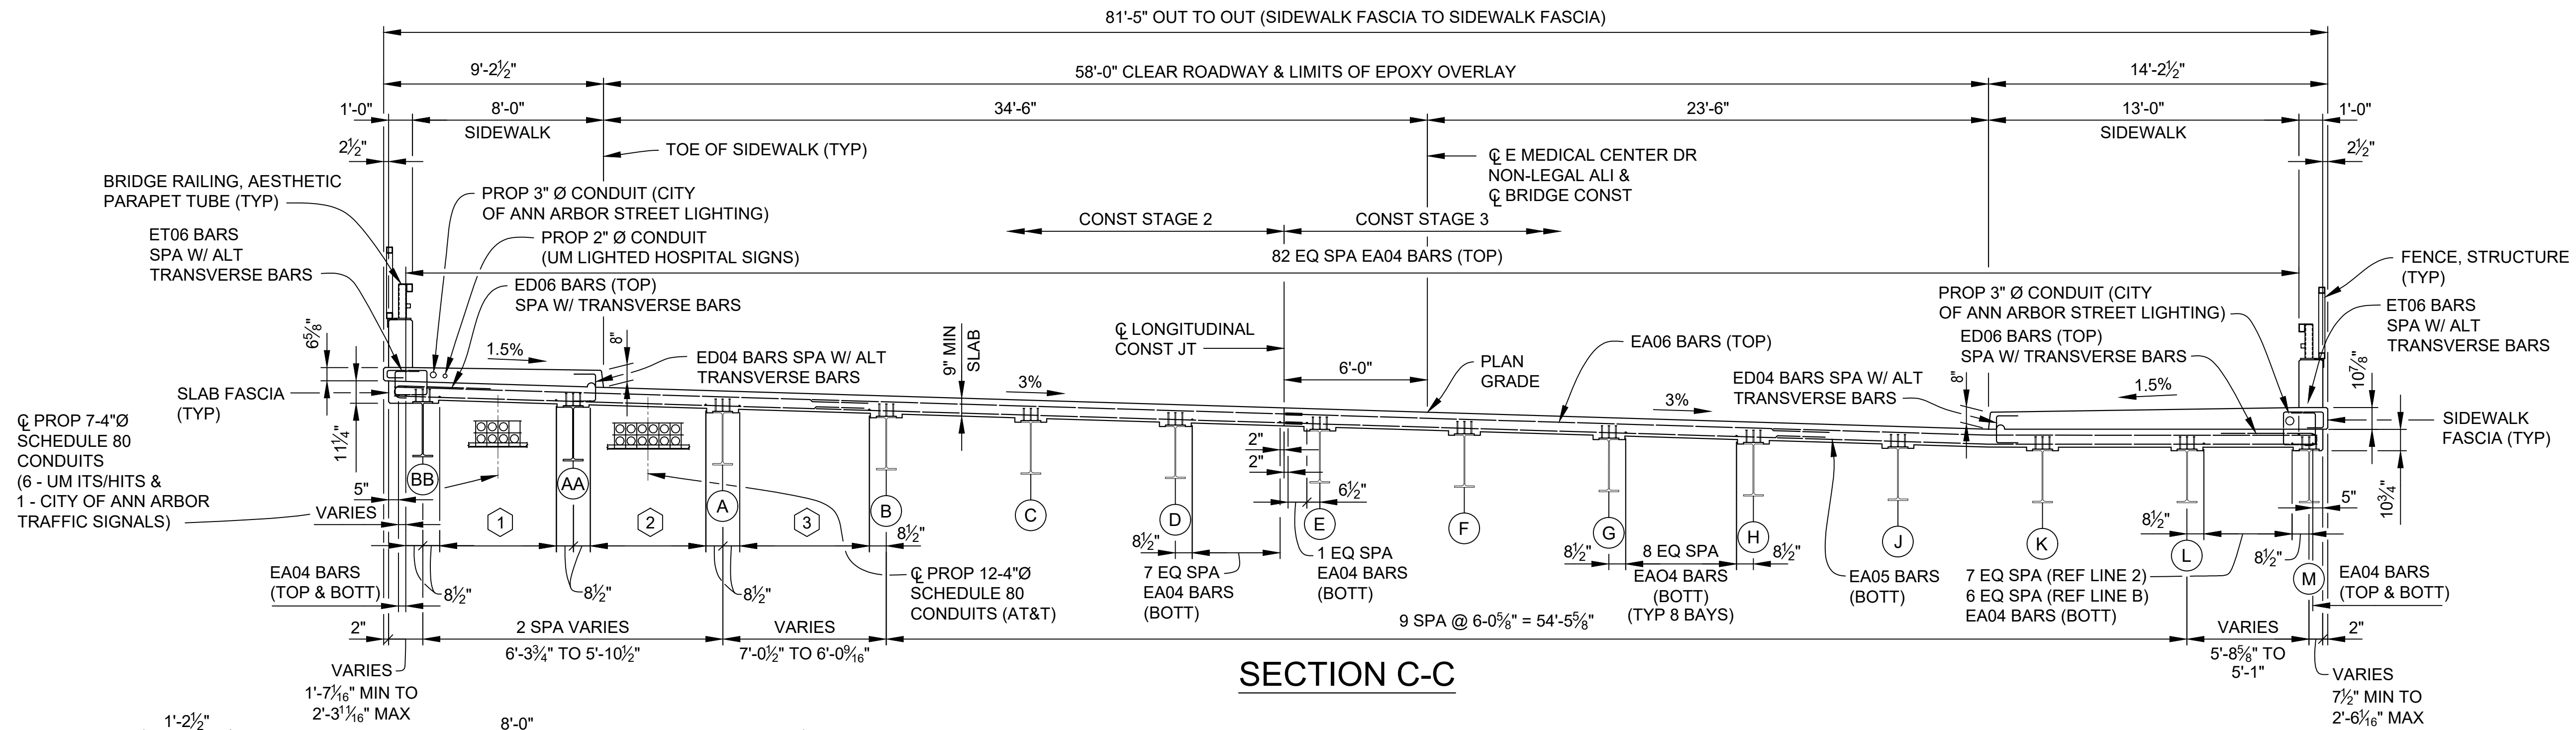 81'-5" OUT TO OUT (SIDEWALK FASCIA TO SIDEWALK FASCIA)
9'-2½"
58'-0" CLEAR ROADWAY & LIMITS OF EPOXY OVERLAY
14'-2½"
1'-0"
8'-0"
SIDEWALK
34'-6"
23'-6"
13'-0"
SIDEWALK
1'-0"
2½"
TOE OF SIDEWALK (TYP)
℄ E MEDICAL CENTER DR
NON-LEGAL ALI &
℄ BRIDGE CONST
2½"
BRIDGE RAILING, AESTHETIC
PARAPET TUBE (TYP)
PROP 3" Ø CONDUIT (CITY
OF ANN ARBOR STREET LIGHTING)
CONST STAGE 2
CONST STAGE 3
ET06 BARS
SPA W/ ALT
TRANSVERSE BARS
PROP 2" Ø CONDUIT
(UM LIGHTED HOSPITAL SIGNS)
82 EQ SPA EA04 BARS (TOP)
FENCE, STRUCTURE
(TYP)
ED06 BARS (TOP)
SPA W/ TRANSVERSE BARS
PROP 3" Ø CONDUIT (CITY
OF ANN ARBOR STREET LIGHTING)
ET06 BARS
SPA W/ ALT
TRANSVERSE BARS
6⅝"
1.5%
8"
ED04 BARS SPA W/ ALT
TRANSVERSE BARS
9" MIN
SLAB
℄ LONGITUDINAL
CONST JT
6'-0"
PLAN
GRADE
EA06 BARS (TOP)
ED06 BARS (TOP)
SPA W/ TRANSVERSE BARS
3%
3%
ED04 BARS SPA W/ ALT
TRANSVERSE BARS
8"
1.5%
10⅞"
SLAB FASCIA
(TYP)
SIDEWALK
FASCIA (TYP)
℄ PROP 7-4"Ø
SCHEDULE 80
CONDUITS
(6 - UM ITS/HITS &
1 - CITY OF ANN ARBOR
TRAFFIC SIGNALS)
11¼"
5"
VARIES
BB
AA
A
B
C
D
E
F
G
H
J
K
L
M
1
2
3
2"
2"
6½"
10¾"
5"
8½"
8½"
8½"
8 EQ SPA
8½"
8½"
8½"
EA04 BARS
(TOP & BOTT)
8½"
8½"
8½"
℄ PROP 12-4"Ø
SCHEDULE 80
CONDUITS (AT&T)
7 EQ SPA
EA04 BARS
(BOTT)
1 EQ SPA
EA04 BARS
(BOTT)
EAO4 BARS
(BOTT)
(TYP 8 BAYS)
EA05 BARS
(BOTT)
7 EQ SPA (REF LINE 2)
6 EQ SPA (REF LINE B)
EA04 BARS (BOTT)
EA04 BARS
(TOP & BOTT)
2"
2 SPA VARIES
6'-3¾" TO 5'-10½"
VARIES
7'-0½" TO 6'-0⁹⁄₁₆"
9 SPA @ 6-0⅝" = 54'-5⅝"
VARIES
5'-8⅝" TO
5'-1"
2"
VARIES
1'-7¹⁄₁₆" MIN TO
2'-3¹¹⁄₁₆" MAX
VARIES
7½" MIN TO
2'-6¹⁄₁₆" MAX
SECTION C-C
1'-2½"
8'-0"